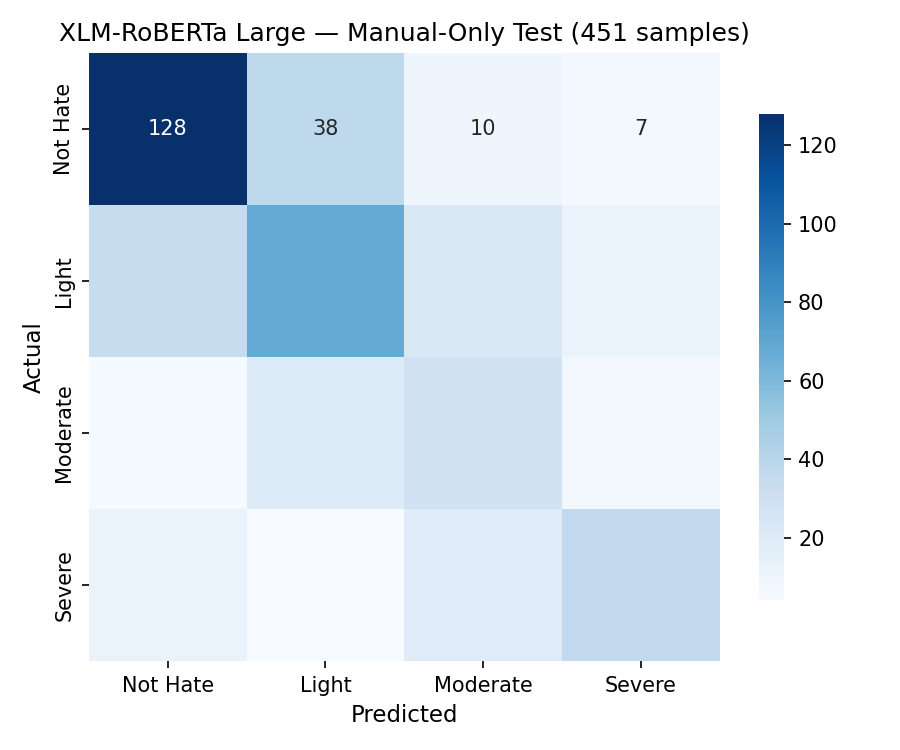 XLM-RoBERTa Large — Manual-Only Test (451 samples)
Not Hate
128
38
10
7
Light
Moderate
Severe
Actual
Not Hate
Light
Moderate
Severe
Predicted
120
100
80
60
40
20